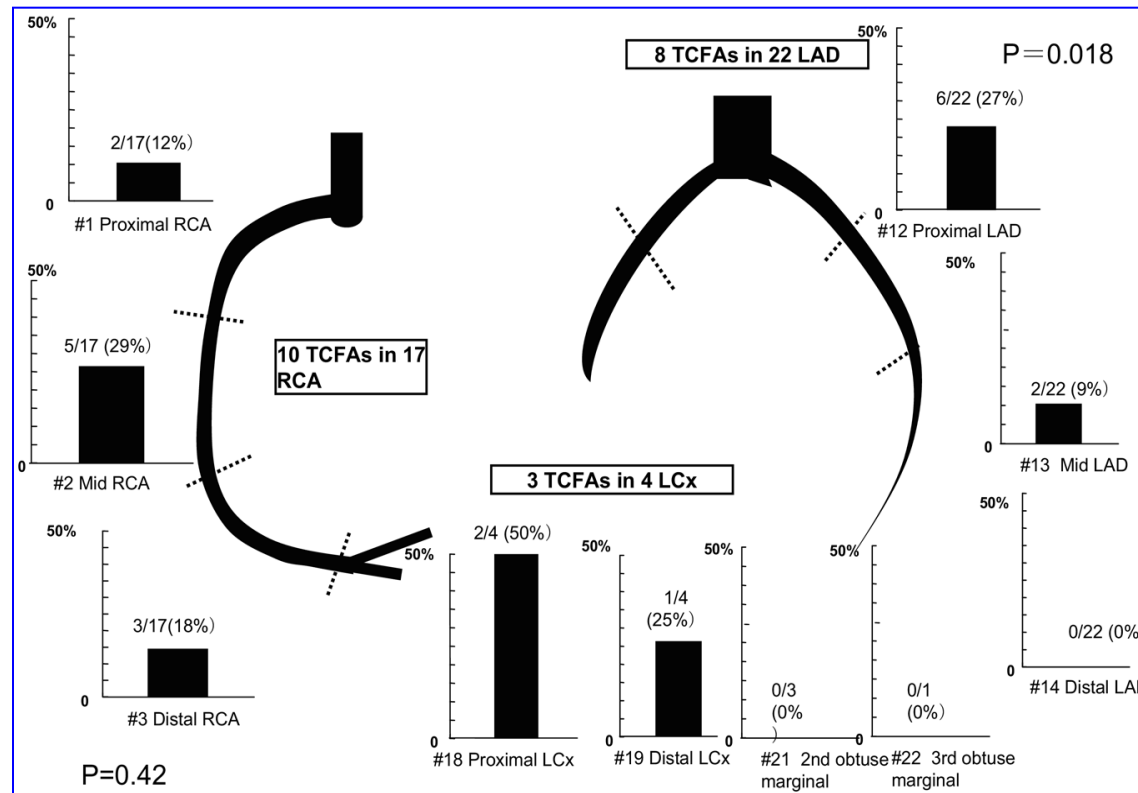 50%
2/17(12%)
0
#1 Proximal RCA
50%
5/17 (29%)
0
#2 Mid RCA
50%
3/17(18%)
0
#3 Distal RCA
P=0.42
10 TCFAs in 17
RCA
8 TCFAs in 22 LAD
P=0.018
50%
6/22 (27%)
0
#12 Proximal LAD
50%
2/22 (9%)
0
#13 Mid LAD
50%
0/22 (0%
0
#14 Distal LA
3 TCFAs in 4 LCx
50%
2/4 (50%)
0
#18 Proximal LCx
50%
1/4
(25%)
0
#19 Distal LCx
50%
0/3
(0%
)
0
#21 2nd obtuse
marginal
50%
0/1
(0%)
0
#22 3rd obtuse
marginal